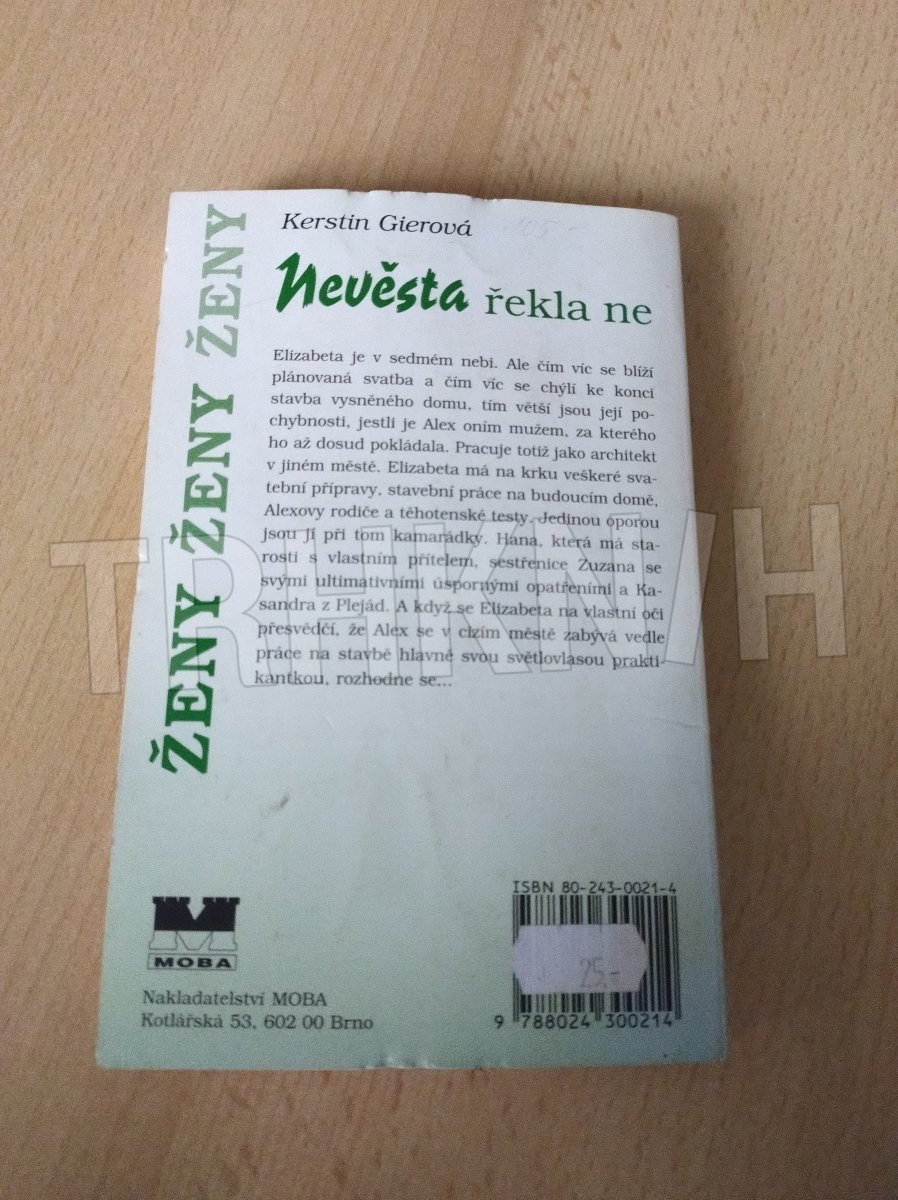 Kerstin Gierová
Nevěsta řekla ne
Elizabeta je v sedmém nebi. Ale čím víc se blíží
plánovaná svatba a čím víc se chýlí ke konci
stavba vysněného domu, tím větší jsou její po-
chybnosti, jestli je Alex oním mužem, za kterého
ho až dosud pokládala. Pracuje totiž jako architekt
v jiném městě. Elizabeta má na krku veškeré sva-
tební přípravy, stavební práce na budoucím domě,
Alexovy rodiče a těhotenské testy. Jedinou oporou
jsou jí při tom kamarádky. Hana, která má sta-
rosti s vlastním přítelem, sestřenice Zuzana se
svými ultimativními úspornými opatřeními a Ka-
sandra z Plejád. A když se Elizabeta na vlastní oči
přesvědčí, že Alex se v cizím městě zabývá vedle
práce na stavbě hlavně svou světlovlasou prakti-
kantkou, rozhodne se...
ŽENY ŽENY ŽENY
M
MOBA
Nakladatelství MOBA
Kotlářská 53, 602 00 Brno
ISBN 80-243-0021-4
25,-
9 788024 300214
TRHKNIH